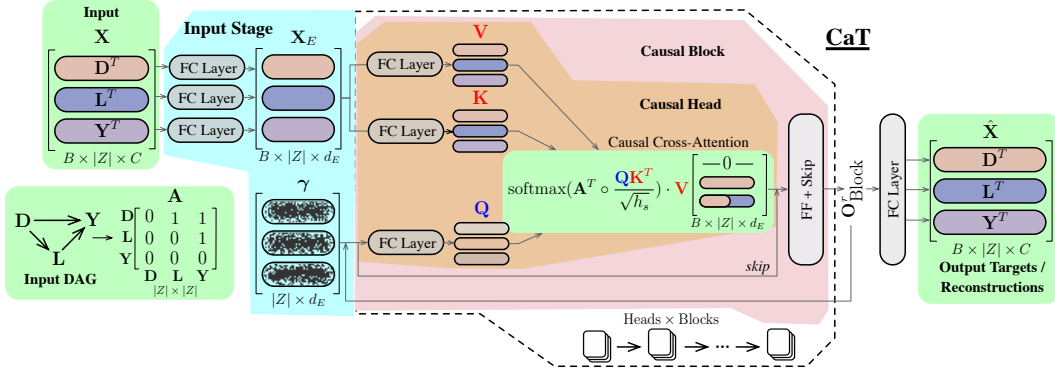 Input
X
D^T
L^T
Y^T
B × |Z| × C
Input Stage
FC Layer
FC Layer
FC Layer
X_E
B × |Z| × d_E
γ
|Z| × d_E
D Y
L
Input DAG
A
D 0 1 1
L 0 0 1
Y 0 0 0
D L Y
|Z| × |Z|
FC Layer
FC Layer
FC Layer
V
K
Q
Causal Block
Causal Head
Causal Cross-Attention
softmax(A^T ∘ QK^T / √h_s) · V
—0—
B × |Z| × d_E
skip
FF + Skip
O^r_Block
CaT
FC Layer
Heads × Blocks
...
X̂
D^T
L^T
Y^T
B × |Z| × C
Output Targets /
Reconstructions